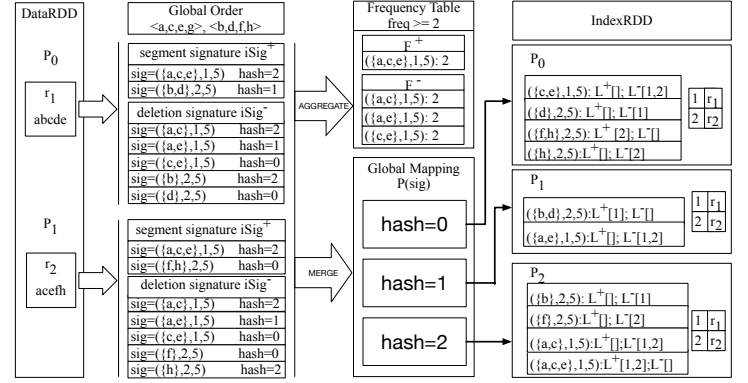 DataRDD
P0
r1
abcde
P1
r2
acefh
Global Order
<a,c,e,g>, <b,d,f,h>
segment signature iSig+
sig=({a,c,e},1,5) hash=2
sig=({b,d},2,5) hash=1
deletion signature iSig-
sig=({a,c},1,5) hash=2
sig=({a,e},1,5) hash=1
sig=({c,e},1,5) hash=0
sig=({b},2,5) hash=2
sig=({d},2,5) hash=0
segment signature iSig+
sig=({a,c,e},1,5) hash=2
sig=({f,h},2,5) hash=0
deletion signature iSig-
sig=({a,c},1,5) hash=2
sig=({a,e},1,5) hash=1
sig=({c,e},1,5) hash=0
sig=({f},2,5) hash=0
sig=({h},2,5) hash=2
AGGREGATE
MERGE
Frequency Table
freq >= 2
F+
({a,c,e},1,5): 2
F-
({a,c},1,5): 2
({a,e},1,5): 2
({c,e},1,5): 2
Global Mapping
P(sig)
hash=0
hash=1
hash=2
IndexRDD
P0
({c,e},1,5): L+[]; L-[1,2]
({d},2,5): L+[]; L-[1]
({f,h},2,5): L+[2]; L-[]
({h},2,5): L+[]; L-[2]
1 r1
2 r2
P1
({b,d},2,5):L+[1]; L-[]
({a,e},1,5):L+[]; L-[1,2]
1 r1
2 r2
P2
({b},2,5): L+[]; L-[1]
({f},2,5):L+[]; L-[2]
({a,c},1,5):L+[];L-[1,2]
({a,c,e},1,5):L+[1,2];L-[]
1 r1
2 r2